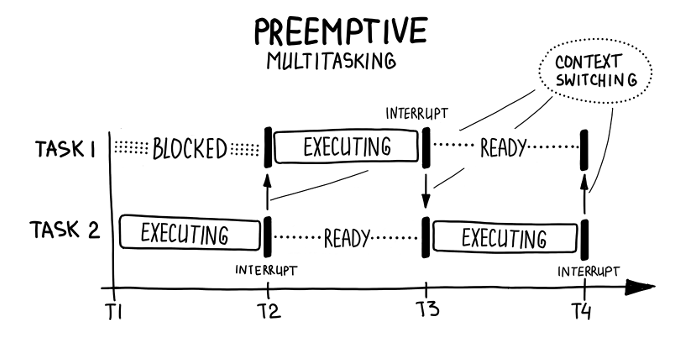 PREEMPTIVE
MULTITASKING
CONTEXT
SWITCHING
INTERRUPT
TASK 1 BLOCKED EXECUTING READY
TASK 2 EXECUTING READY EXECUTING
INTERRUPT INTERRUPT
T1 T2 T3 T4